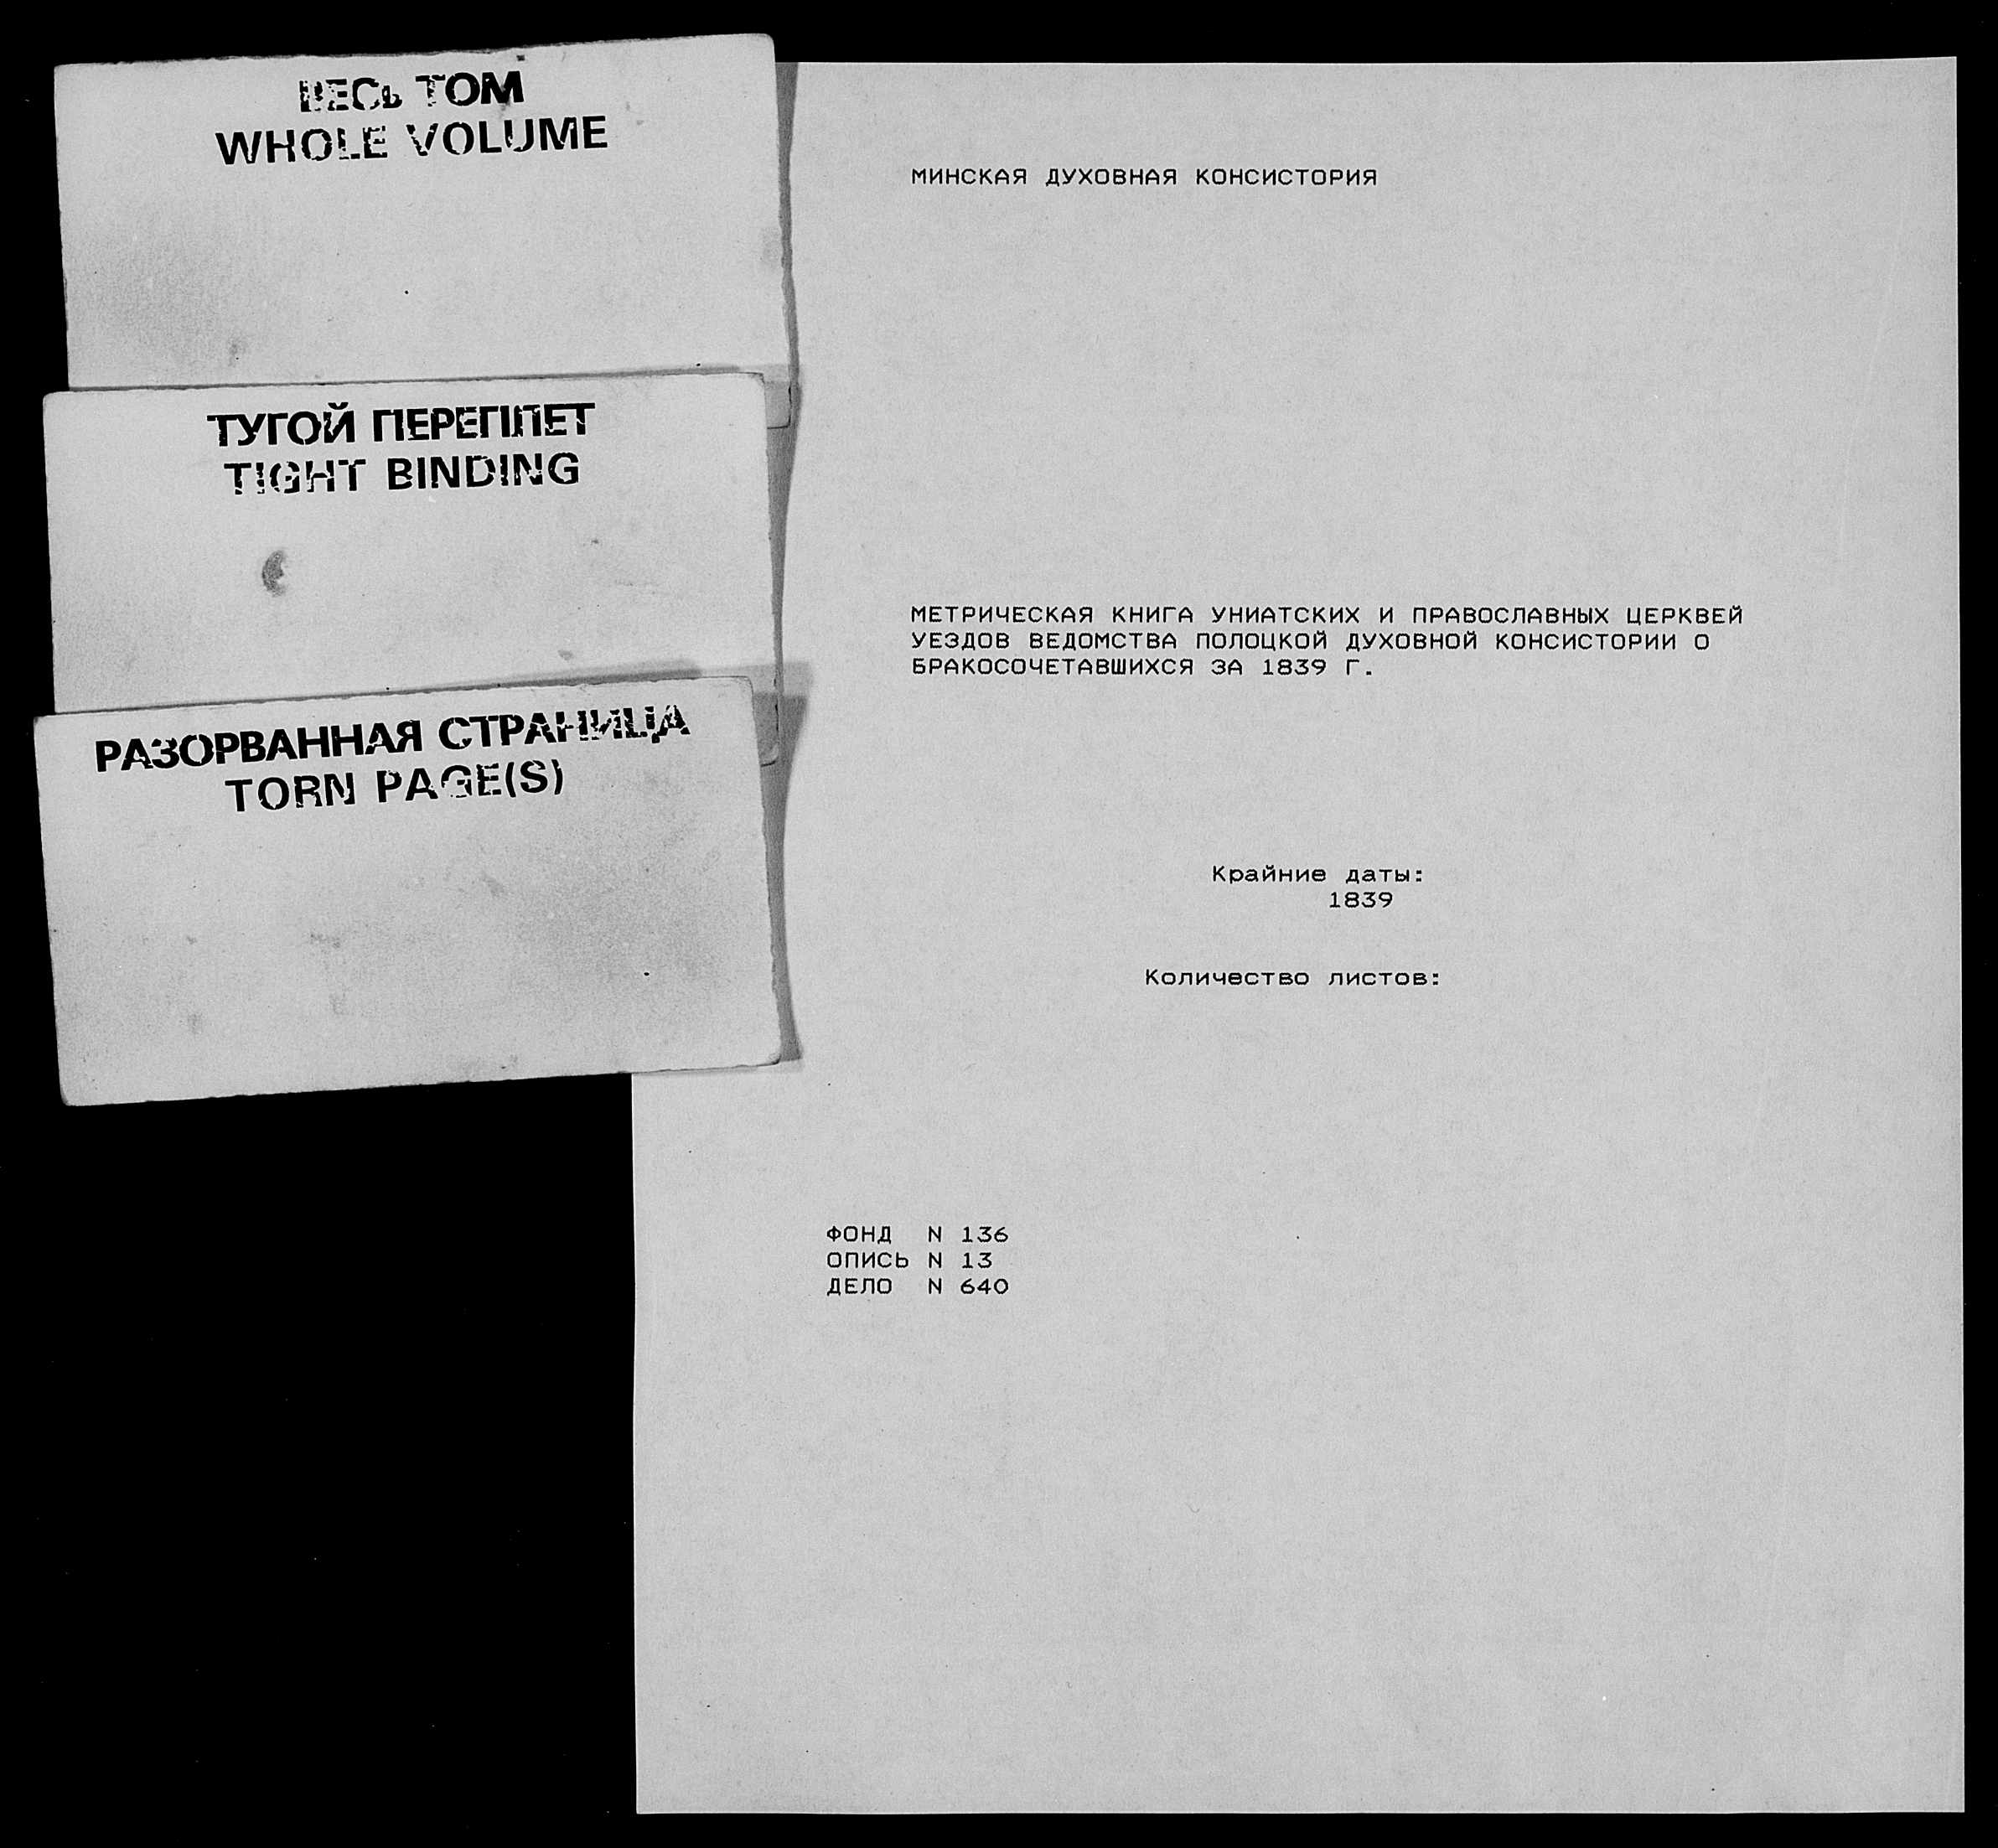 ВЕСЬ ТОМ
WHOLE VOLUME
ТУГОЙ ПЕРЕПЛЕТ
TIGHT BINDING
РАЗОРВАННАЯ СТРАНИЦА
TORN PAGE(S)
МИНСКАЯ ДУХОВНАЯ КОНСИСТОРИЯ
МЕТРИЧЕСКАЯ КНИГА УНИАТСКИХ И ПРАВОСЛАВНЫХ ЦЕРКВЕЙ
УЕЗДОВ ВЕДОМСТВА ПОЛОЦКОЙ ДУХОВНОЙ КОНСИСТОРИИ О
БРАКОСОЧЕТАВШИХСЯ ЗА 1839 Г.
Крайние даты:
1839
Количество листов:
ФОНД N 136
ОПИСЬ N 13
ДЕЛО N 640